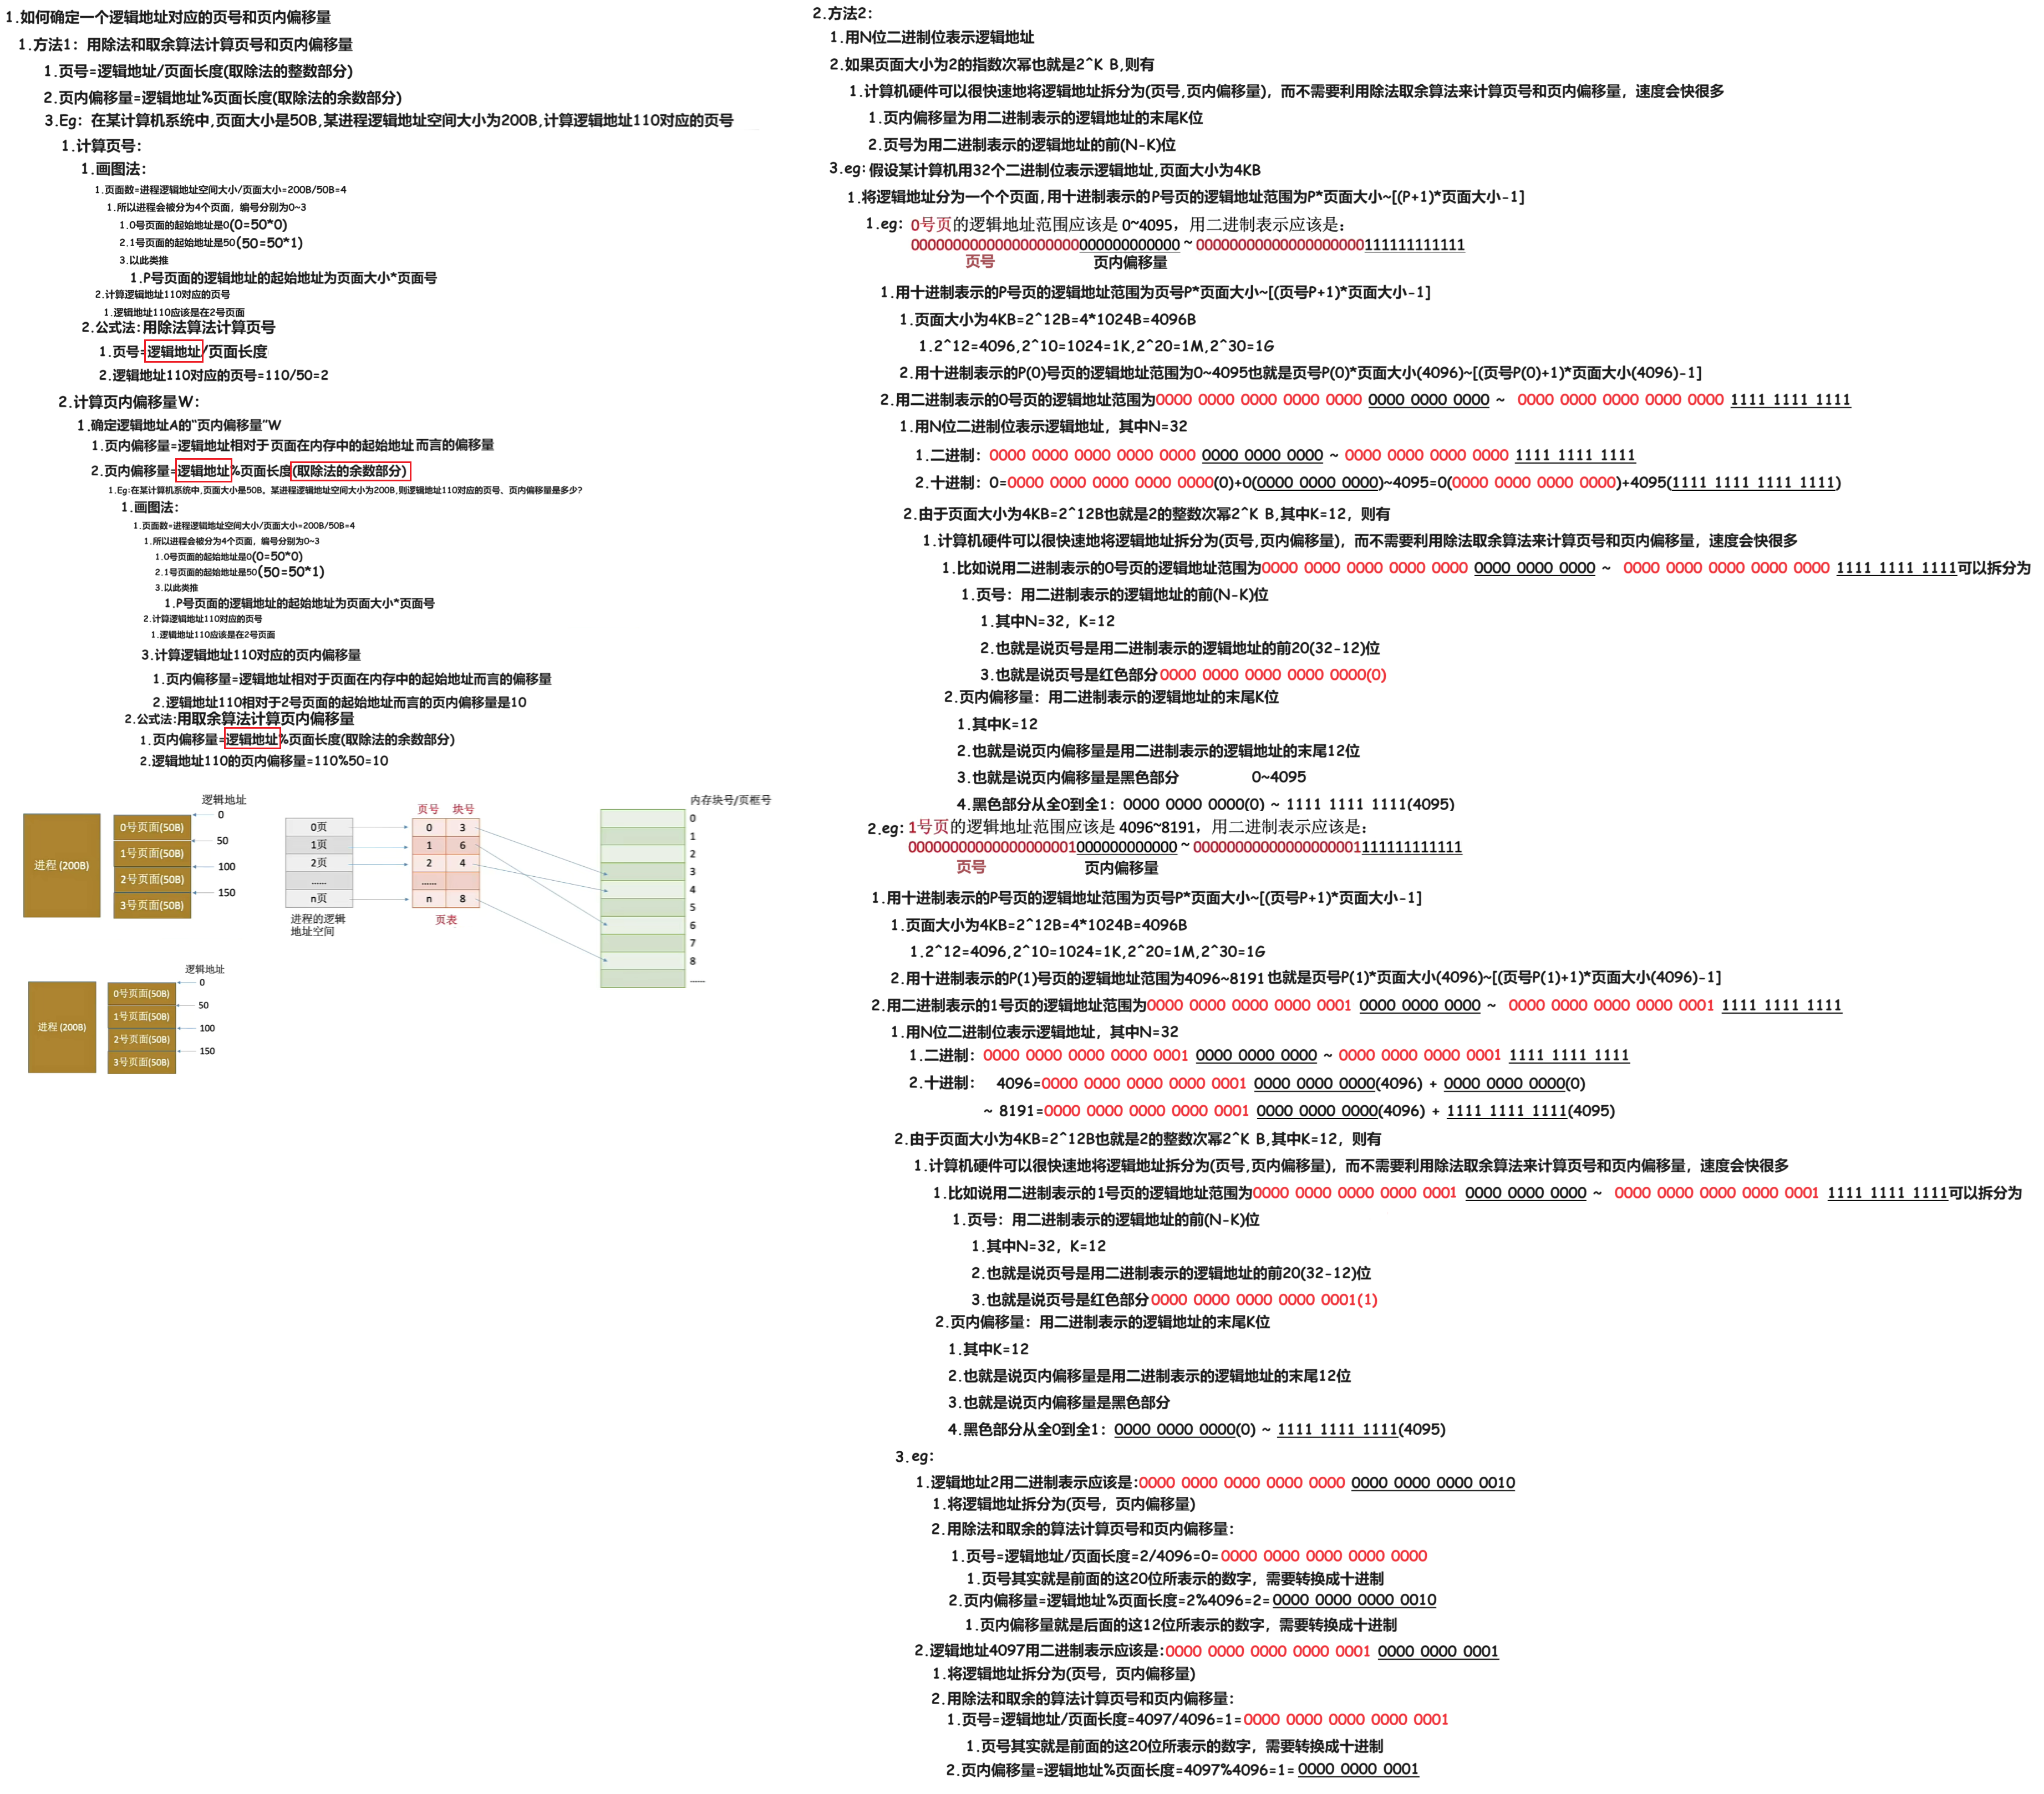 1.如何确定一个逻辑地址对应的页号和页内偏移量
1.方法1：用除法和取余算法计算页号和页内偏移量
1.页号=逻辑地址/页面长度(取除法的整数部分)
2.页内偏移量=逻辑地址%页面长度(取除法的余数部分)
3.Eg：在某计算机系统中,页面大小是50B,某进程逻辑地址空间大小为200B,计算逻辑地址110对应的页号
1.计算页号：
1.画图法：
1.页面数=进程逻辑地址空间大小/页面大小=200B/50B=4
1.所以进程会被分为4个页面，编号分别为0~3
1.0号页面的起始地址是0(0=50*0)
2.1号页面的起始地址是50(50=50*1)
3.以此类推
1.P号页面的逻辑地址的起始地址为页面大小*页面号
2.计算逻辑地址110对应的页号
1.逻辑地址110应该是在2号页面
2.公式法:用除法算法计算页号
1.页号=逻辑地址/页面长度
2.逻辑地址110对应的页号=110/50=2
2.计算页内偏移量W：
1.确定逻辑地址A的“页内偏移量”W
1.页内偏移量=逻辑地址相对于页面在内存中的起始地址而言的偏移量
2.页内偏移量=逻辑地址%页面长度(取除法的余数部分)
1.Eg:在某计算机系统中,页面大小是50B。某进程逻辑地址空间大小为200B,则逻辑地址110对应的页号、页内偏移量是多少?
1.画图法：
1.页面数=进程逻辑地址空间大小/页面大小=200B/50B=4
1.所以进程会被分为4个页面，编号分别为0~3
1.0号页面的起始地址是0(0=50*0)
2.1号页面的起始地址是50(50=50*1)
3.以此类推
1.P号页面的逻辑地址的起始地址为页面大小*页面号
2.计算逻辑地址110对应的页号
1.逻辑地址110应该是在2号页面
3.计算逻辑地址110对应的页内偏移量
1.页内偏移量=逻辑地址相对于页面在内存中的起始地址而言的偏移量
2.逻辑地址110相对于2号页面的起始地址而言的页内偏移量是10
2.公式法:用取余算法计算页内偏移量
1.页内偏移量=逻辑地址%页面长度(取除法的余数部分)
2.逻辑地址110的页内偏移量=110%50=10
逻辑地址
进程 (200B)
0号页面(50B)
1号页面(50B)
2号页面(50B)
3号页面(50B)
0
50
100
150
0页
1页
2页
......
n页
进程的逻辑
地址空间
页号 块号
0 3
1 6
2 4
......
n 8
页表
内存块号/页框号
0
1
2
3
4
5
6
7
8
......
逻辑地址
进程 (200B)
0号页面(50B)
1号页面(50B)
2号页面(50B)
3号页面(50B)
0
50
100
150
2.方法2：
1.用N位二进制位表示逻辑地址
2.如果页面大小为2的指数次幂也就是2^K B,则有
1.计算机硬件可以很快速地将逻辑地址拆分为(页号,页内偏移量)，而不需要利用除法取余算法来计算页号和页内偏移量，速度会快很多
1.页内偏移量为用二进制表示的逻辑地址的末尾K位
2.页号为用二进制表示的逻辑地址的前(N-K)位
3.eg:假设某计算机用32个二进制位表示逻辑地址,页面大小为4KB
1.将逻辑地址分为一个个页面,用十进制表示的P号页的逻辑地址范围为P*页面大小~[(P+1)*页面大小-1]
1.eg: 0号页的逻辑地址范围应该是 0~4095，用二进制表示应该是：
00000000000000000000000000000000 ~ 00000000000000000000111111111111
页号 页内偏移量
1.用十进制表示的P号页的逻辑地址范围为页号P*页面大小~[(页号P+1)*页面大小-1]
1.页面大小为4KB=2^12B=4*1024B=4096B
1.2^12=4096,2^10=1024=1K,2^20=1M,2^30=1G
2.用十进制表示的P(0)号页的逻辑地址范围为0~4095也就是页号P(0)*页面大小(4096)~[(页号P(0)+1)*页面大小(4096)-1]
2.用二进制表示的0号页的逻辑地址范围为0000 0000 0000 0000 0000 0000 0000 0000 ~ 0000 0000 0000 0000 0000 1111 1111 1111
1.用N位二进制位表示逻辑地址，其中N=32
1.二进制：0000 0000 0000 0000 0000 0000 0000 0000 ~ 0000 0000 0000 0000 1111 1111 1111
2.十进制：0=0000 0000 0000 0000 0000(0)+0(0000 0000 0000)~4095=0(0000 0000 0000 0000)+4095(1111 1111 1111 1111)
2.由于页面大小为4KB=2^12B也就是2的整数次幂2^K B,其中K=12，则有
1.计算机硬件可以很快速地将逻辑地址拆分为(页号,页内偏移量)，而不需要利用除法取余算法来计算页号和页内偏移量，速度会快很多
1.比如说用二进制表示的0号页的逻辑地址范围为0000 0000 0000 0000 0000 0000 0000 0000 ~ 0000 0000 0000 0000 0000 1111 1111 1111可以拆分为
1.页号：用二进制表示的逻辑地址的前(N-K)位
1.其中N=32，K=12
2.也就是说页号是用二进制表示的逻辑地址的前20(32-12)位
3.也就是说页号是红色部分0000 0000 0000 0000 0000(0)
2.页内偏移量：用二进制表示的逻辑地址的末尾K位
1.其中K=12
2.也就是说页内偏移量是用二进制表示的逻辑地址的末尾12位
3.也就是说页内偏移量是黑色部分 0~4095
4.黑色部分从全0到全1：0000 0000 0000(0) ~ 1111 1111 1111(4095)
2.eg: 1号页的逻辑地址范围应该是 4096~8191，用二进制表示应该是：
00000000000000000001000000000000 ~ 00000000000000000001111111111111
页号 页内偏移量
1.用十进制表示的P号页的逻辑地址范围为页号P*页面大小~[(页号P+1)*页面大小-1]
1.页面大小为4KB=2^12B=4*1024B=4096B
1.2^12=4096,2^10=1024=1K,2^20=1M,2^30=1G
2.用十进制表示的P(1)号页的逻辑地址范围为4096~8191也就是页号P(1)*页面大小(4096)~[(页号P(1)+1)*页面大小(4096)-1]
2.用二进制表示的1号页的逻辑地址范围为0000 0000 0000 0000 0001 0000 0000 0000 ~ 0000 0000 0000 0000 0001 1111 1111 1111
1.用N位二进制位表示逻辑地址，其中N=32
1.二进制：0000 0000 0000 0000 0001 0000 0000 0000 ~ 0000 0000 0000 0001 1111 1111 1111
2.十进制： 4096=0000 0000 0000 0000 0001 0000 0000 0000(4096) + 0000 0000 0000(0)
~ 8191=0000 0000 0000 0000 0001 0000 0000 0000(4096) + 1111 1111 1111(4095)
2.由于页面大小为4KB=2^12B也就是2的整数次幂2^K B,其中K=12，则有
1.计算机硬件可以很快速地将逻辑地址拆分为(页号,页内偏移量)，而不需要利用除法取余算法来计算页号和页内偏移量，速度会快很多
1.比如说用二进制表示的1号页的逻辑地址范围为0000 0000 0000 0000 0001 0000 0000 0000 ~ 0000 0000 0000 0000 0001 1111 1111 1111可以拆分为
1.页号：用二进制表示的逻辑地址的前(N-K)位
1.其中N=32，K=12
2.也就是说页号是用二进制表示的逻辑地址的前20(32-12)位
3.也就是说页号是红色部分0000 0000 0000 0000 0001(1)
2.页内偏移量：用二进制表示的逻辑地址的末尾K位
1.其中K=12
2.也就是说页内偏移量是用二进制表示的逻辑地址的末尾12位
3.也就是说页内偏移量是黑色部分
4.黑色部分从全0到全1：0000 0000 0000(0) ~ 1111 1111 1111(4095)
3.eg:
1.逻辑地址2用二进制表示应该是:0000 0000 0000 0000 0000 0000 0000 0000 0010
1.将逻辑地址拆分为(页号，页内偏移量)
2.用除法和取余的算法计算页号和页内偏移量：
1.页号=逻辑地址/页面长度=2/4096=0=0000 0000 0000 0000 0000
1.页号其实就是前面的这20位所表示的数字，需要转换成十进制
2.页内偏移量=逻辑地址%页面长度=2%4096=2=0000 0000 0000 0010
1.页内偏移量就是后面的这12位所表示的数字，需要转换成十进制
2.逻辑地址4097用二进制表示应该是:0000 0000 0000 0000 0001 0000 0000 0001
1.将逻辑地址拆分为(页号，页内偏移量)
2.用除法和取余的算法计算页号和页内偏移量：
1.页号=逻辑地址/页面长度=4097/4096=1=0000 0000 0000 0000 0001
1.页号其实就是前面的这20位所表示的数字，需要转换成十进制
2.页内偏移量=逻辑地址%页面长度=4097%4096=1=0000 0000 0001